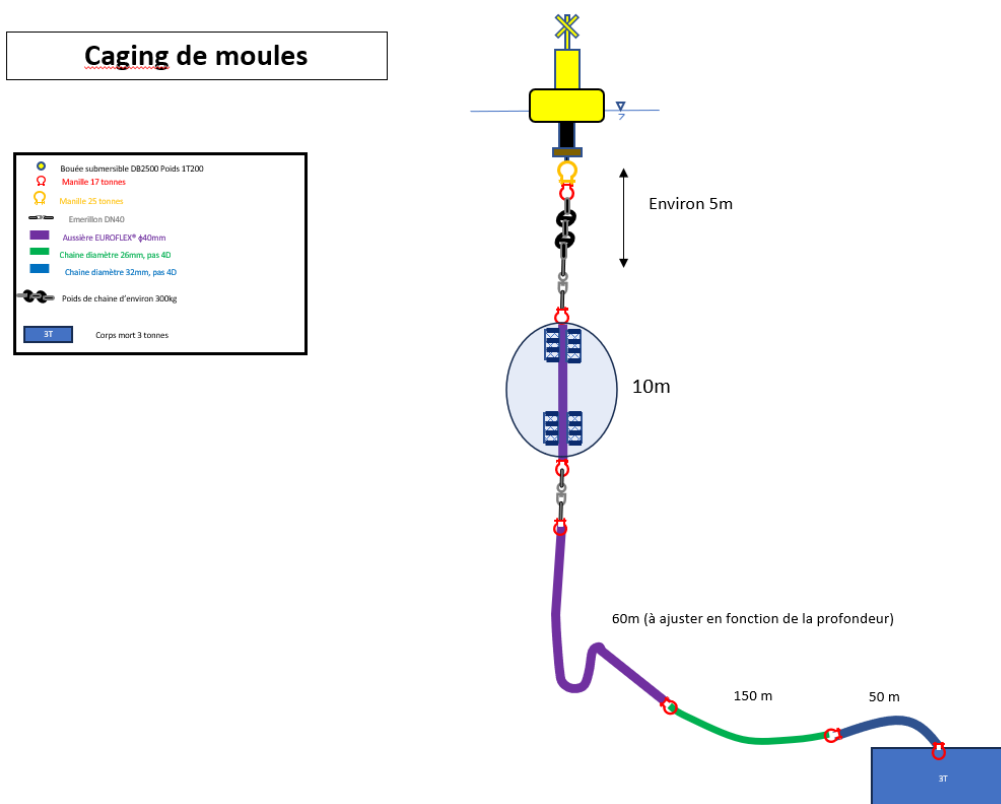 Caging de moules
Bouée submersible DB2500 Poids 1T200
Manille 17 tonnes
Manille 25 tonnes
Emerillon DN40
Aussière EUROFLEX® ϕ40mm
Chaine diamètre 26mm, pas 4D
Chaine diamètre 32mm, pas 4D
Poids de chaine d'environ 300kg
3T
Corps mort 3 tonnes
Environ 5m
10m
60m (à ajuster en fonction de la profondeur)
150 m
50 m
3T